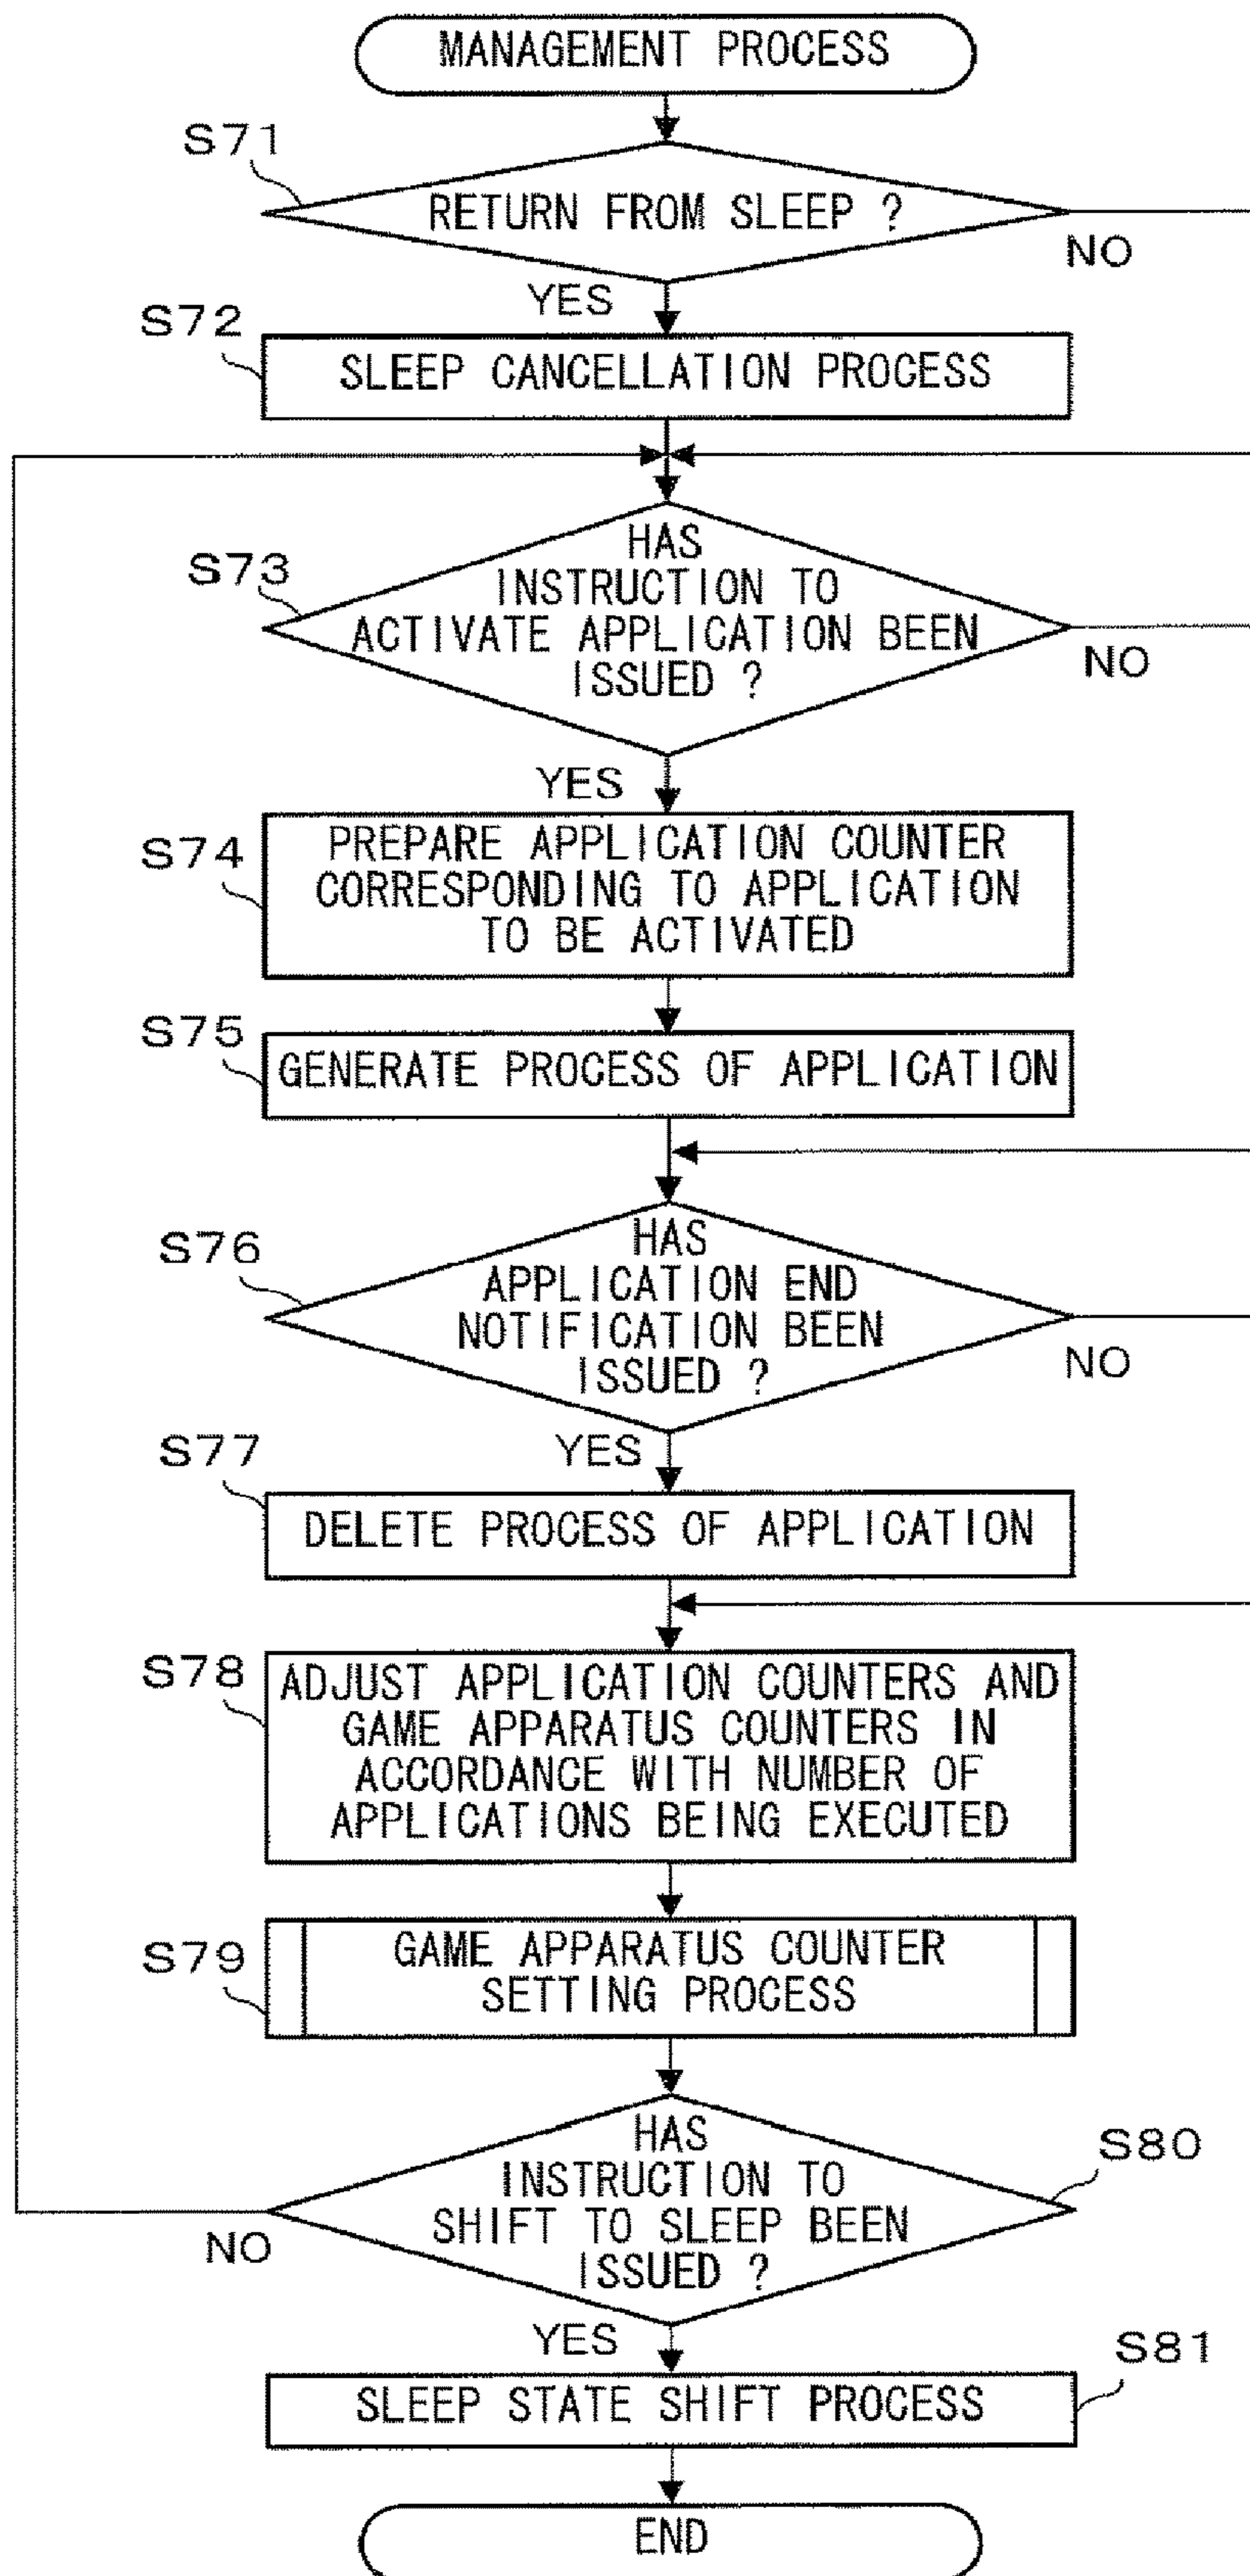 MANAGEMENT PROCESS
S71
RETURN FROM SLEEP ?
NO
YES
S72
SLEEP CANCELLATION PROCESS
S73
HAS
INSTRUCTION TO
ACTIVATE APPLICATION BEEN
ISSUED ?
NO
YES
S74
PREPARE APPLICATION COUNTER
CORRESPONDING TO APPLICATION
TO BE ACTIVATED
S75
GENERATE PROCESS OF APPLICATION
S76
HAS
APPLICATION END
NOTIFICATION BEEN
ISSUED ?
NO
YES
S77
DELETE PROCESS OF APPLICATION
S78
ADJUST APPLICATION COUNTERS AND
GAME APPARATUS COUNTERS IN
ACCORDANCE WITH NUMBER OF
APPLICATIONS BEING EXECUTED
S79
GAME APPARATUS COUNTER
SETTING PROCESS
S80
HAS
INSTRUCTION TO
SHIFT TO SLEEP BEEN
ISSUED ?
NO
YES
S81
SLEEP STATE SHIFT PROCESS
END